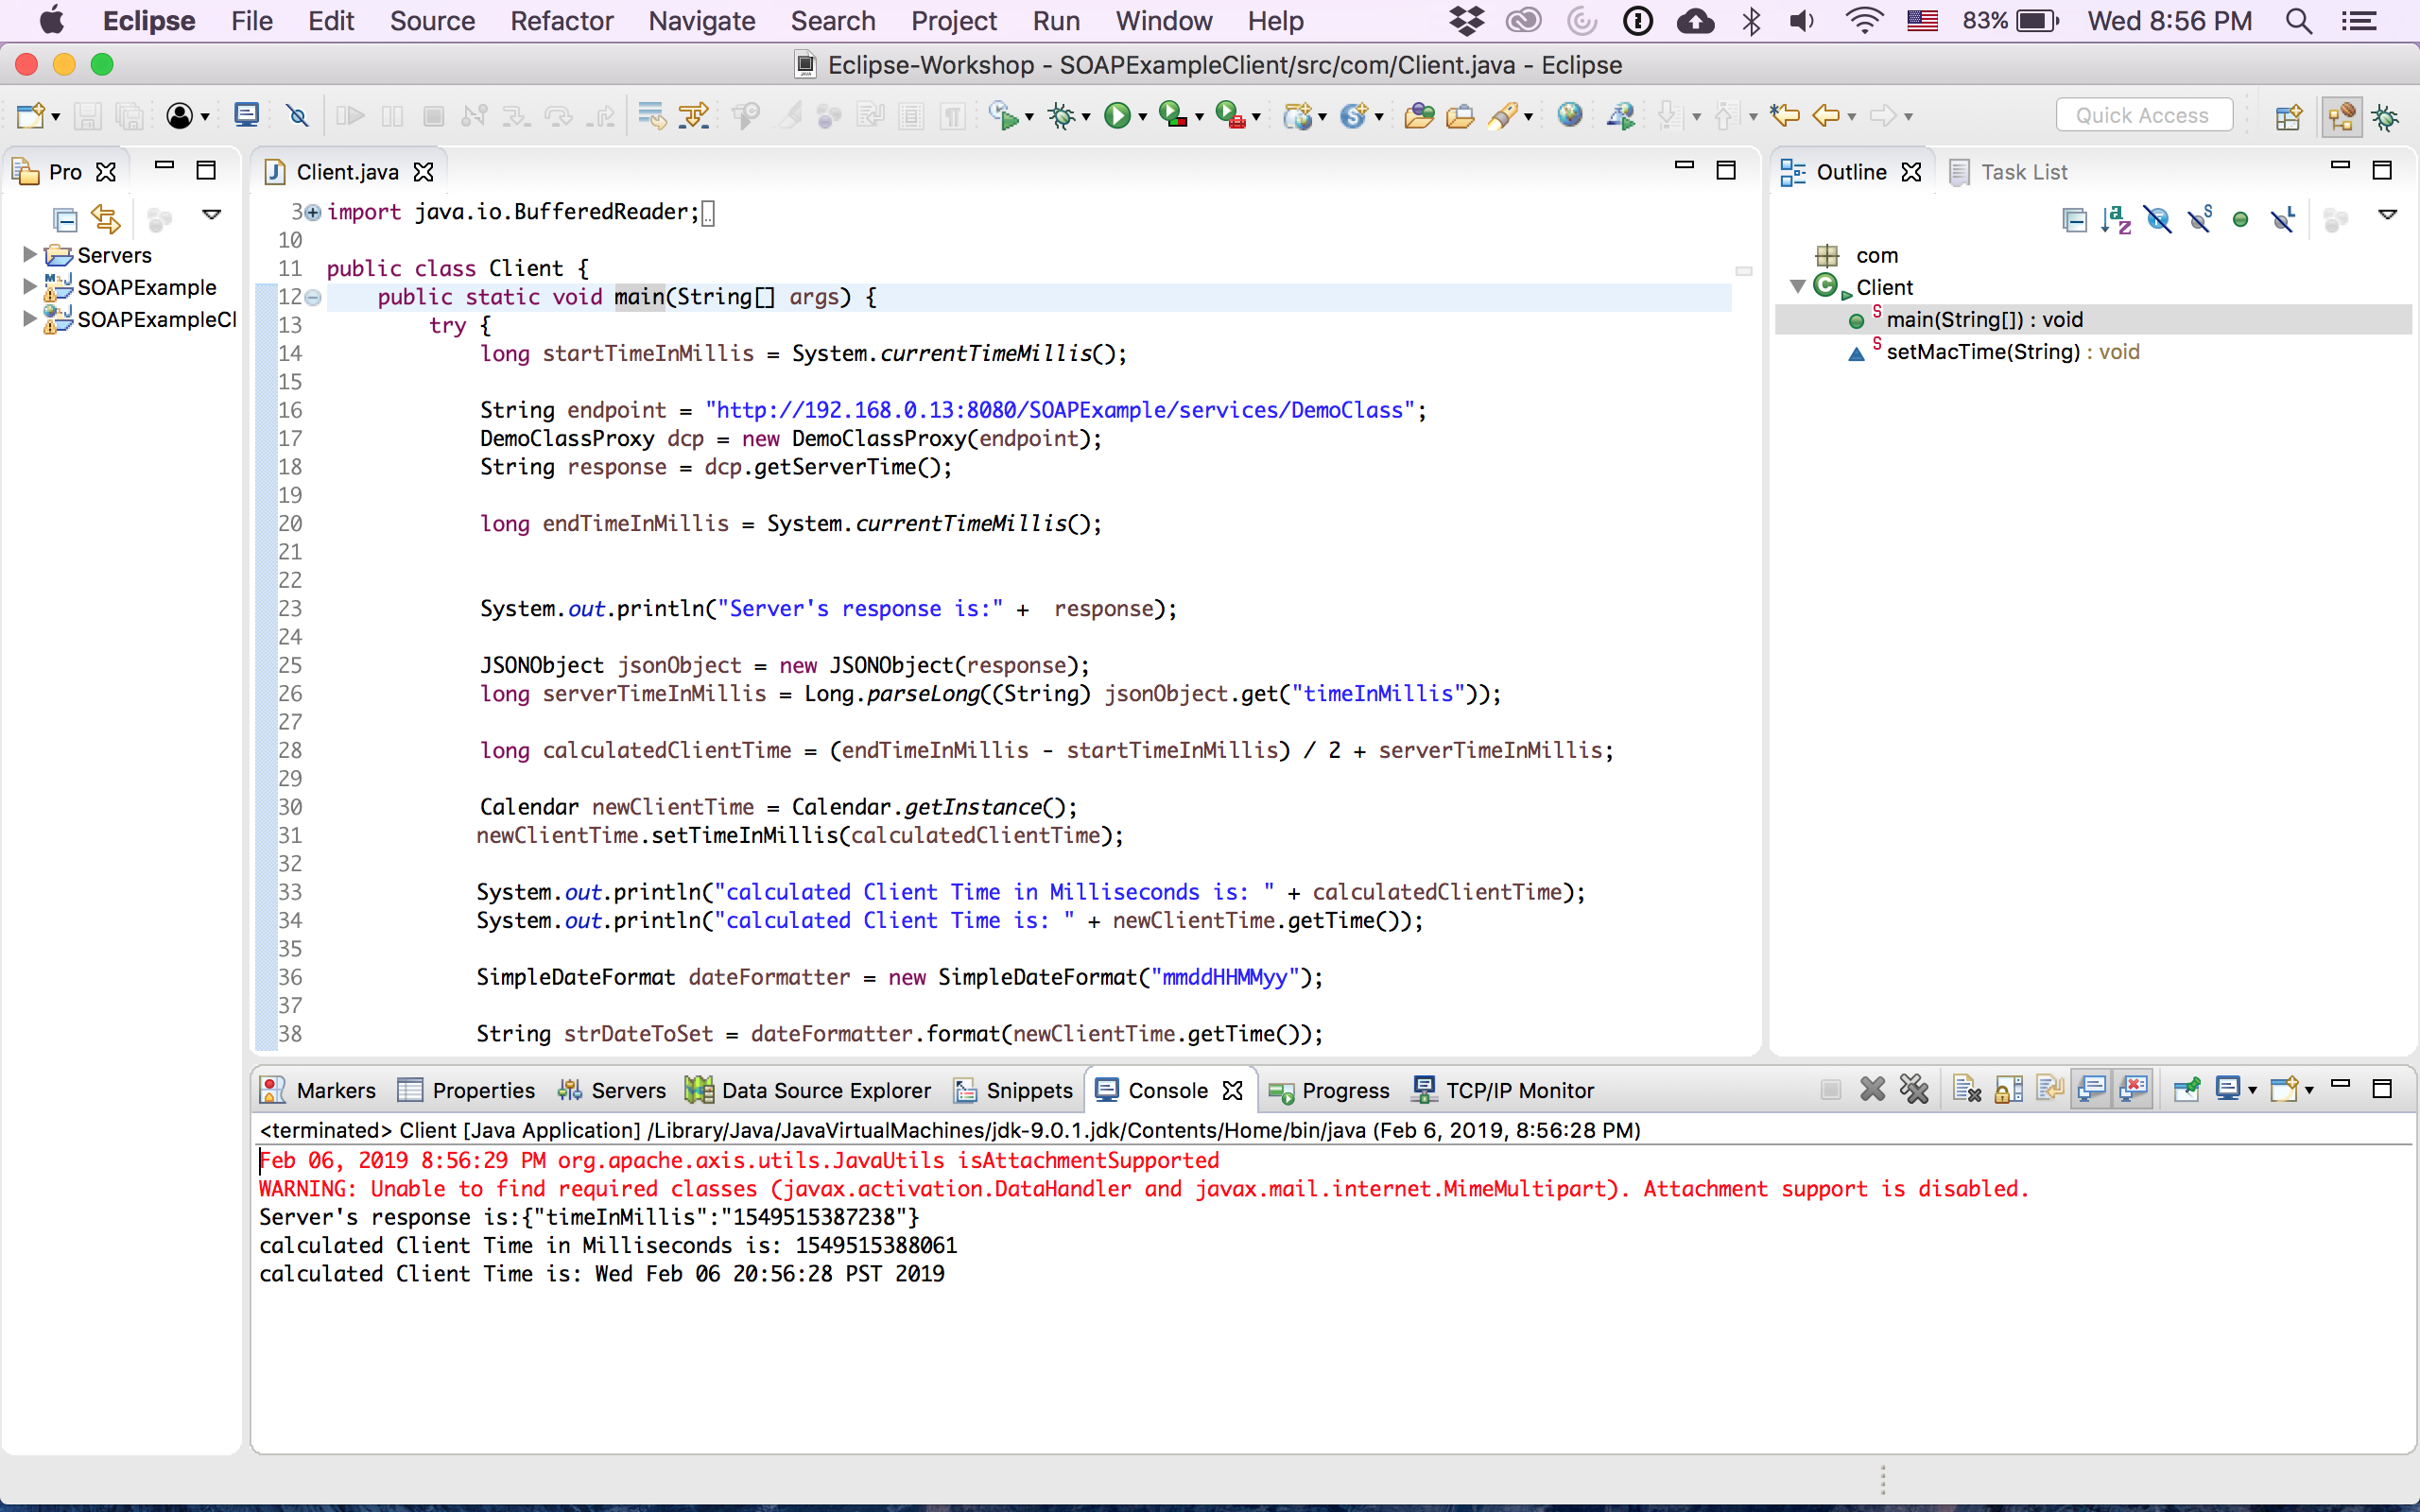 Eclipse File Edit Source Refactor Navigate Search Project Run Window Help 83% Wed 8:56 PM
Eclipse-Workshop - SOAPExampleClient/src/com/Client.java - Eclipse
Quick Access
Pro
Servers
SOAPExample
SOAPExampleCl
Client.java
3 import java.io.BufferedReader;
10
11 public class Client {
12 public static void main(String[] args) {
13 try {
14 long startTimeInMillis = System.currentTimeMillis();
15
16 String endpoint = "http://192.168.0.13:8080/SOAPExample/services/DemoClass";
17 DemoClassProxy dcp = new DemoClassProxy(endpoint);
18 String response = dcp.getServerTime();
19
20 long endTimeInMillis = System.currentTimeMillis();
21
22
23 System.out.println("Server's response is:" +  response);
24
25 JSONObject jsonObject = new JSONObject(response);
26 long serverTimeInMillis = Long.parseLong((String) jsonObject.get("timeInMillis"));
27
28 long calculatedClientTime = (endTimeInMillis - startTimeInMillis) / 2 + serverTimeInMillis;
29
30 Calendar newClientTime = Calendar.getInstance();
31 newClientTime.setTimeInMillis(calculatedClientTime);
32
33 System.out.println("calculated Client Time in Milliseconds is: " + calculatedClientTime);
34 System.out.println("calculated Client Time is: " + newClientTime.getTime());
35
36 SimpleDateFormat dateFormatter = new SimpleDateFormat("mmddHHMMyy");
37
38 String strDateToSet = dateFormatter.format(newClientTime.getTime());
Outline Task List
com
Client
main(String[]) : void
setMacTime(String) : void
Markers Properties Servers Data Source Explorer Snippets Console Progress TCP/IP Monitor
<terminated> Client [Java Application] /Library/Java/JavaVirtualMachines/jdk-9.0.1.jdk/Contents/Home/bin/java (Feb 6, 2019, 8:56:28 PM)
Feb 06, 2019 8:56:29 PM org.apache.axis.utils.JavaUtils isAttachmentSupported
WARNING: Unable to find required classes (javax.activation.DataHandler and javax.mail.internet.MimeMultipart). Attachment support is disabled.
Server's response is:{"timeInMillis":"1549515387238"}
calculated Client Time in Milliseconds is: 1549515388061
calculated Client Time is: Wed Feb 06 20:56:28 PST 2019